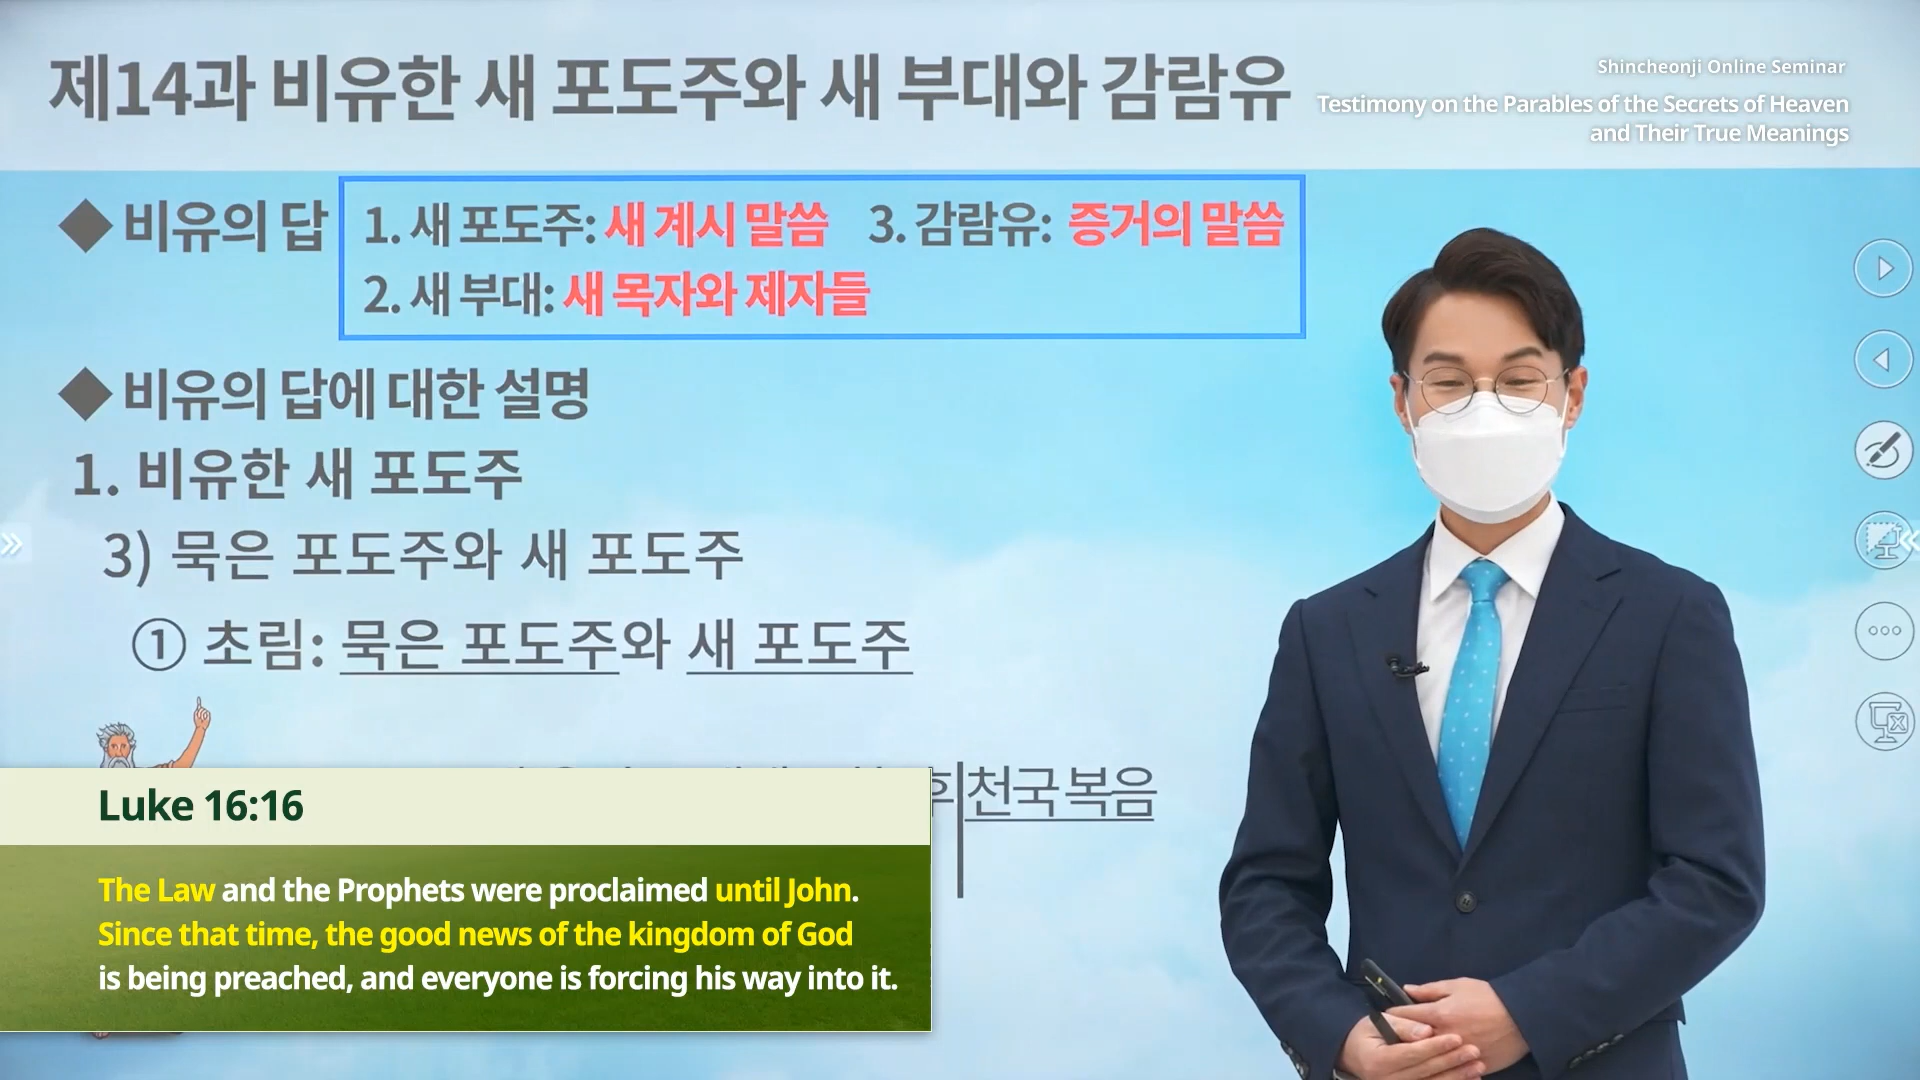 제14과 비유한 새 포도주와 새 부대와 감람유
Shincheonji Online Seminar
Testimony on the Parables of the Secrets of Heaven
and Their True Meanings
◆비유의 답
1. 새 포도주: 새 계시 말씀 3. 감람유: 증거의 말씀
2. 새 부대: 새 목자와 제자들
◆비유의 답에 대한 설명
1. 비유한 새 포도주
3) 묵은 포도주와 새 포도주
① 초림: 묵은 포도주와 새 포도주
천국 복음
Luke 16:16
The Law and the Prophets were proclaimed until John.
Since that time, the good news of the kingdom of God
is being preached, and everyone is forcing his way into it.